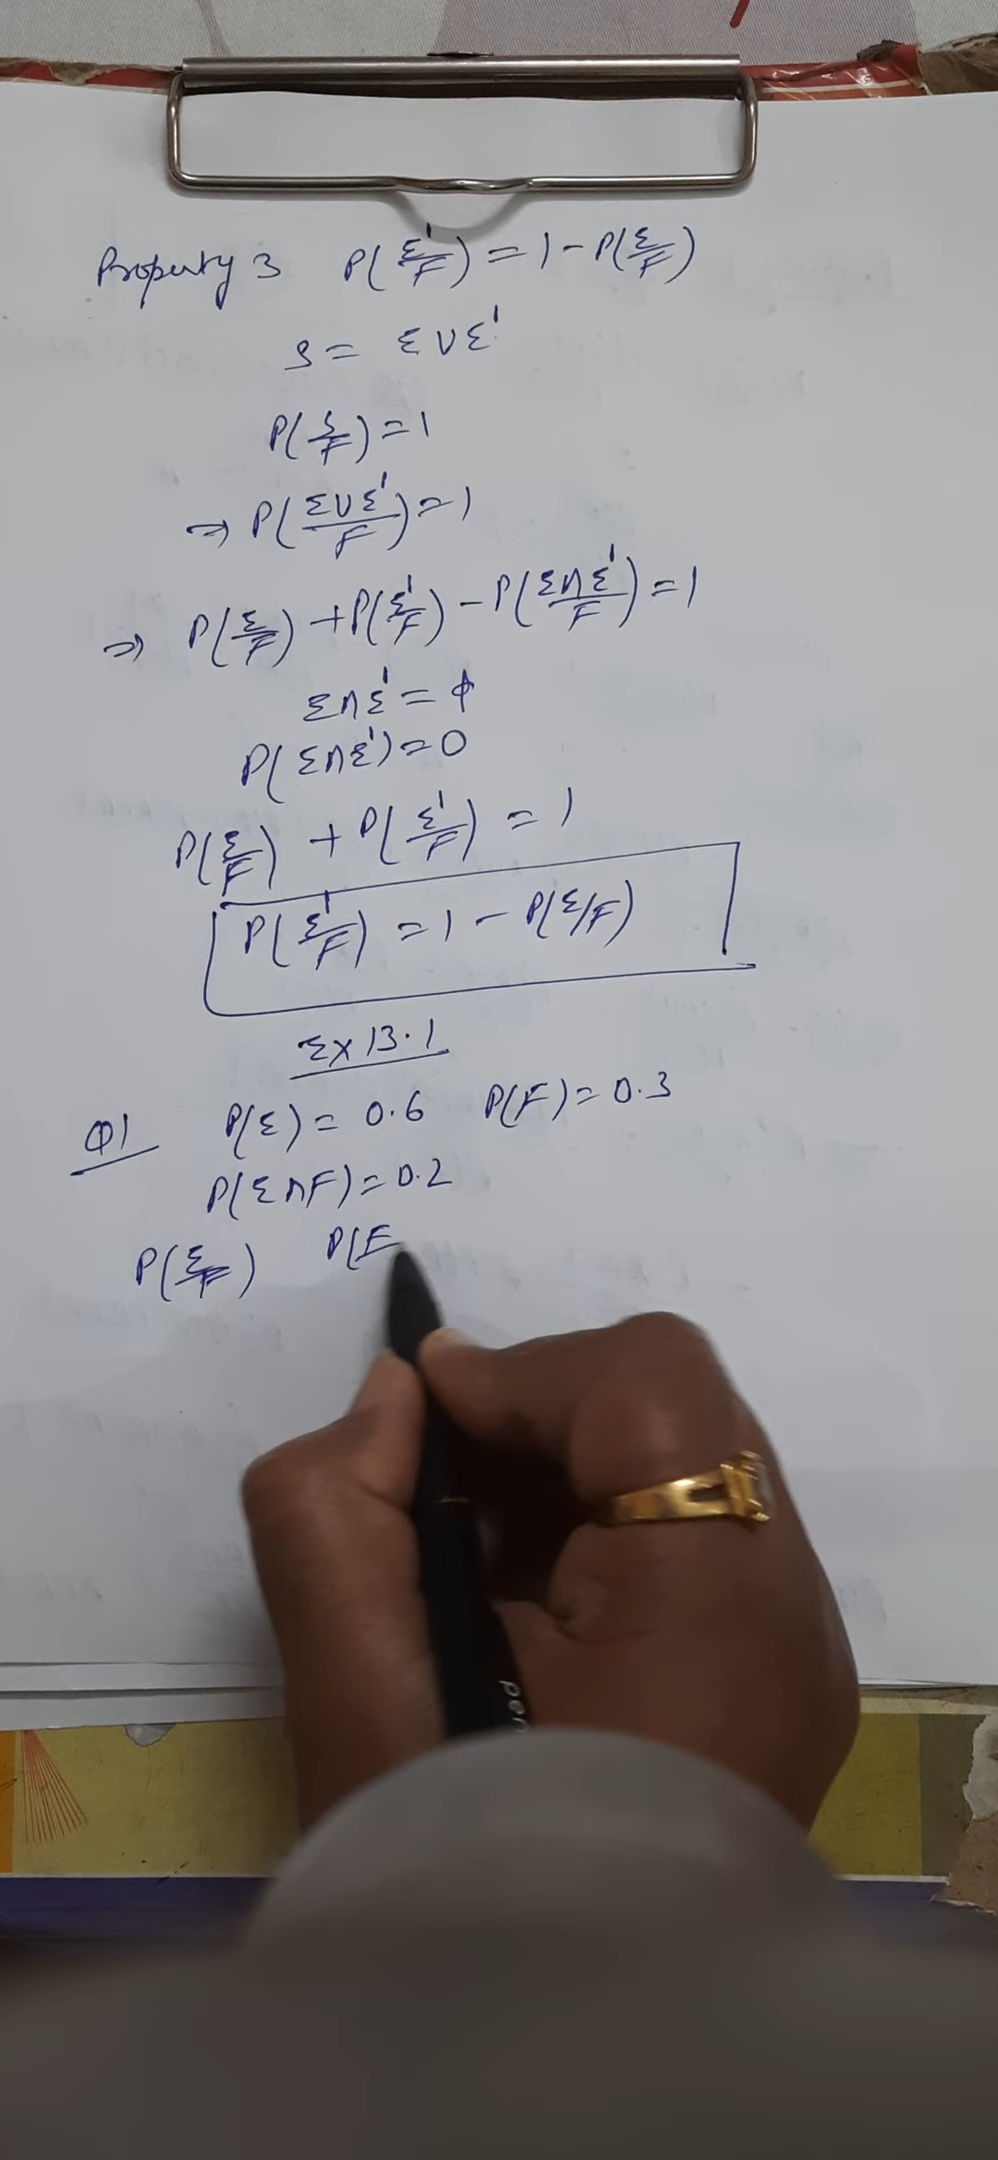 Property 3 P(E'/F) = 1 - P(E/F)
S = E ∪ E'
P(S/F) = 1
⇒ P(E∪E'/F) = 1
⇒ P(E/F) + P(E'/F) - P(E∩E'/F) = 1
E∩E' = ϕ
P(E∩E') = 0
P(E/F) + P(E'/F) = 1
P(E'/F) = 1 - P(E/F)
Ex 13.1
Q1 P(E) = 0.6 P(F) = 0.3
P(E∩F) = 0.2
P(E/F) P(F
pen